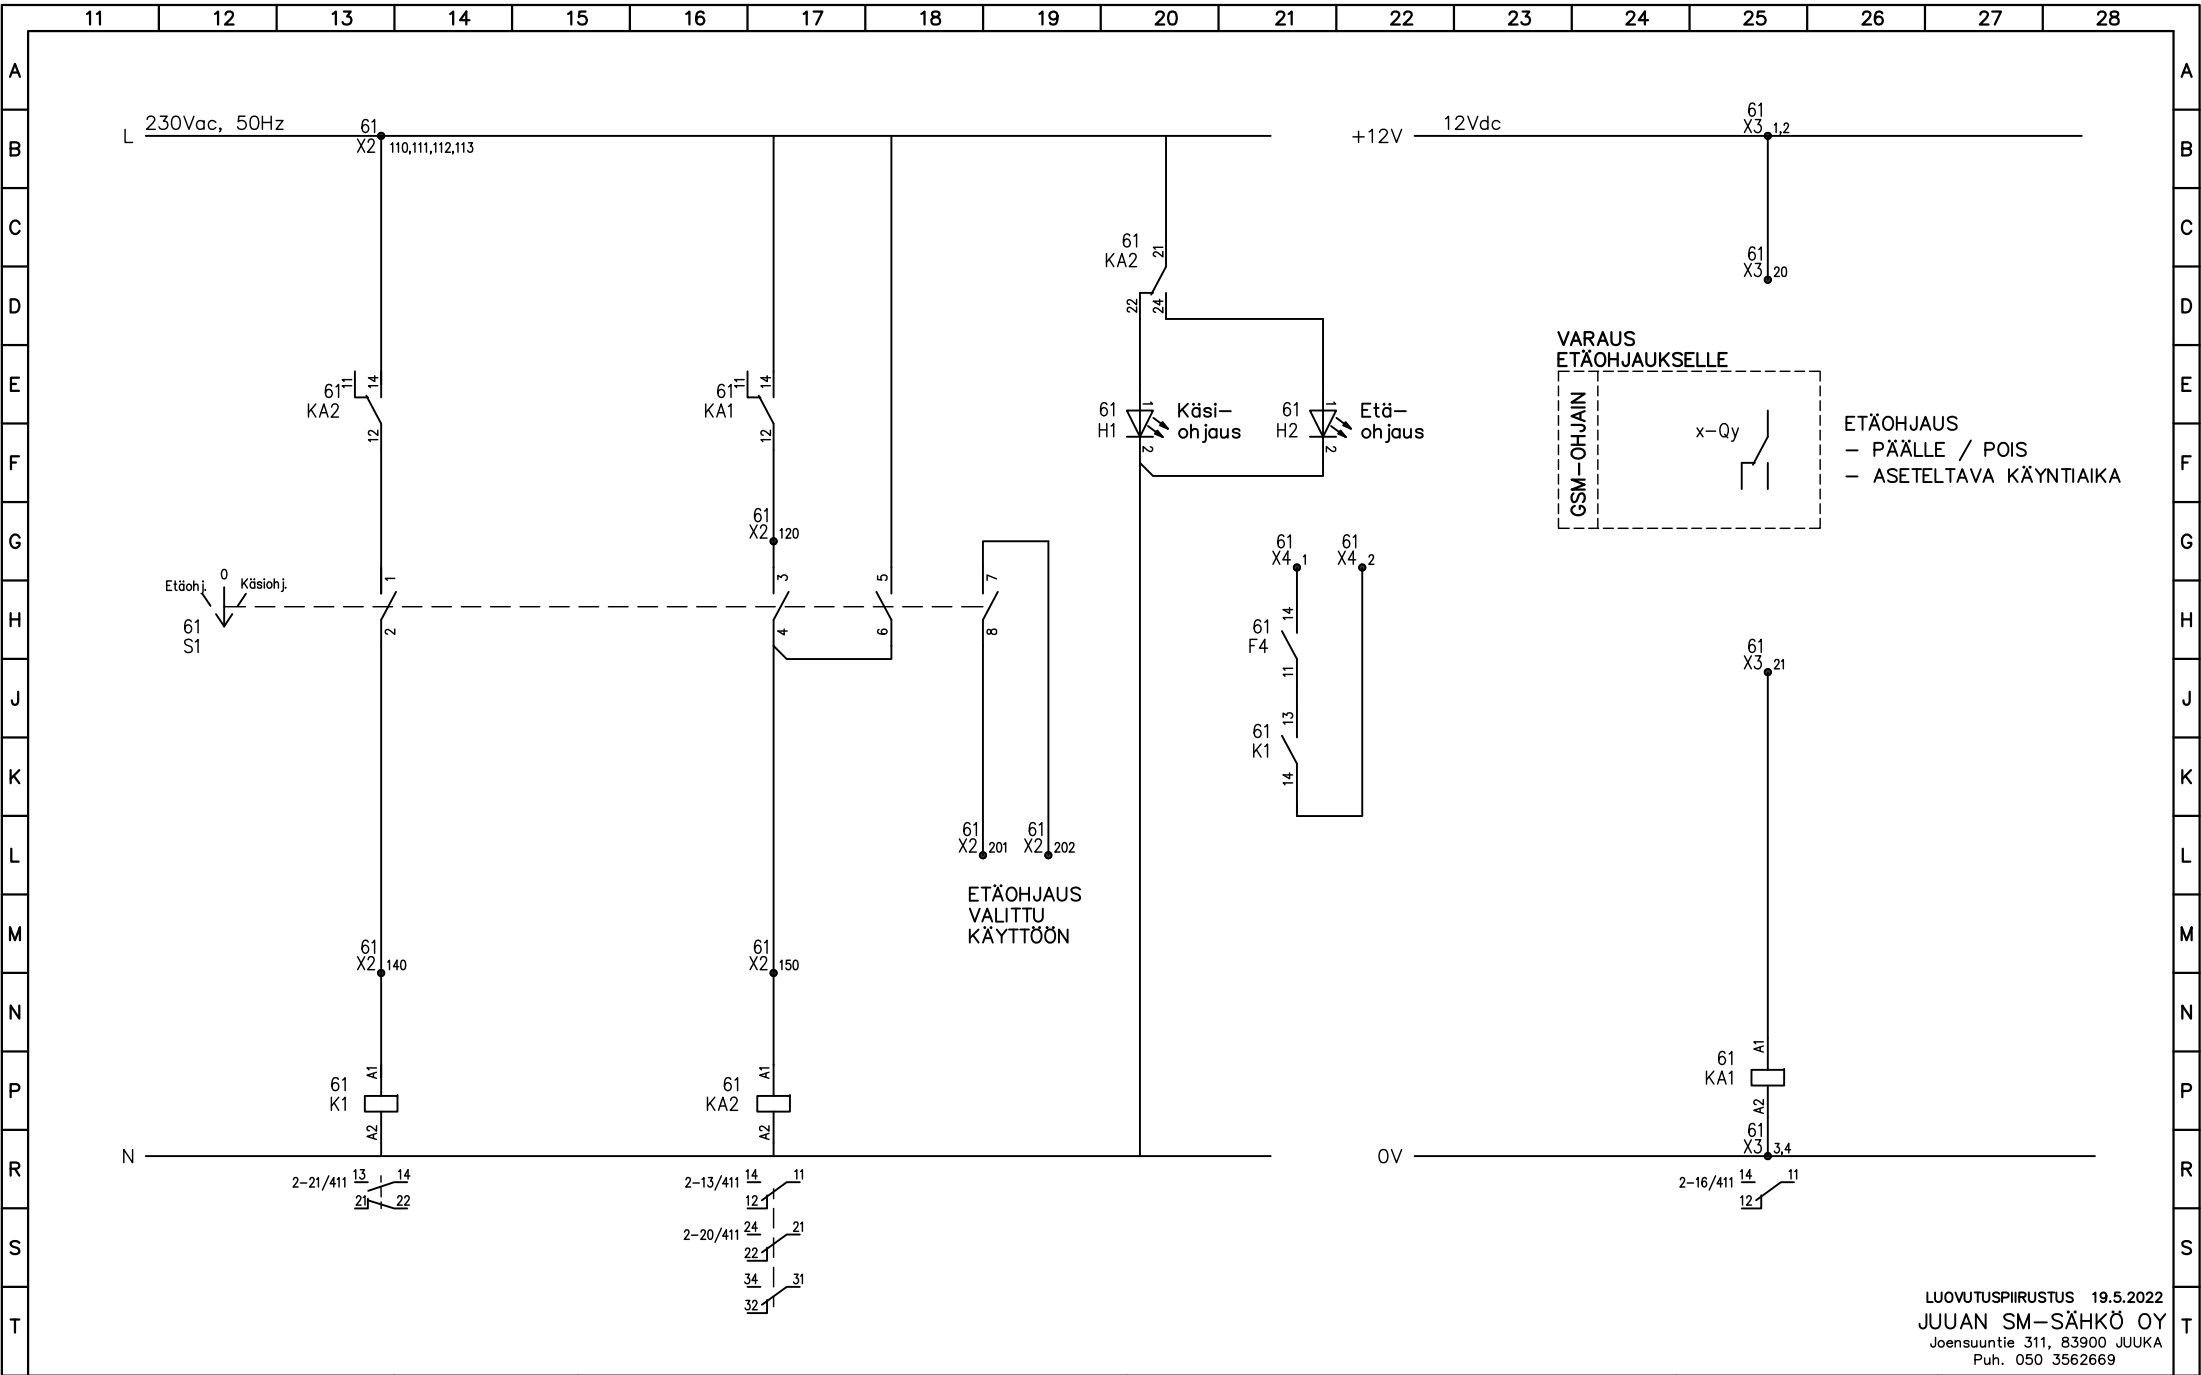 11 12 13 14 15 16 17 18 19 20 21 22 23 24 25 26 27 28
A A
B B
C C
D D
E E
F F
G G
H H
J J
K K
L L
M M
N N
P P
R R
S S
T T
L 230Vac, 50Hz
61
X2 110,111,112,113
61
KA2
11 14
12
Etäohj. 0 Käsiohj.
61
S1
1
2
61
X2 140
61
K1
A1
A2
N
2-21/411 13 14
21 22
61
KA1
11 14
12
61
X2 120
3
4
5
6
61
X2 150
61
KA2
A1
A2
2-13/411 14 11
12
2-20/411 24 21
22
34 31
32
7
8
61
X2 201
61
X2 202
ETÄOHJAUS
VALITTU
KÄYTTÖÖN
61
KA2
21
22 24
61
H1
1
2
Käsi-
ohjaus
61
H2
1
2
Etä-
ohjaus
61
X4 1
61
X4 2
61
F4
14
11
61
K1
13
14
+12V 12Vdc
61
X3 1,2
61
X3 20
VARAUS
ETÄOHJAUKSELLE
GSM-OHJAIN
x-Qy
ETÄOHJAUS
- PÄÄLLE / POIS
- ASETELTAVA KÄYNTIAIKA
61
X3 21
61
KA1
A1
A2
0V
61
X3 3,4
2-16/411 14 11
12
LUOVUTUSPIIRUSTUS 19.5.2022
JUUAN SM-SÄHKÖ OY
Joensuuntie 311, 83900 JUUKA
Puh. 050 3562669